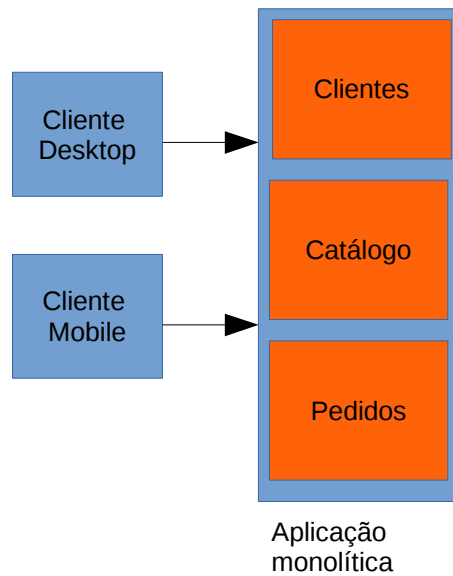 Cliente
Desktop
Cliente
Mobile
Clientes
Catálogo
Pedidos
Aplicação
monolítica